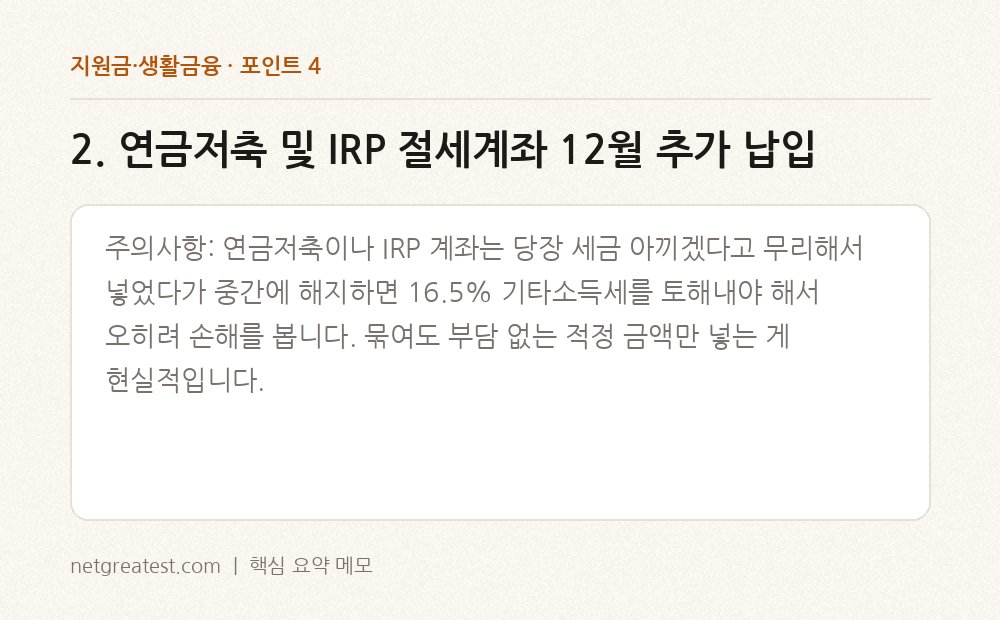 지원금·생활금융 · 포인트 4
2. 연금저축 및 IRP 절세계좌 12월 추가 납입
주의사항: 연금저축이나 IRP 계좌는 당장 세금 아끼겠다고 무리해서
넣었다가 중간에 해지하면 16.5% 기타소득세를 토해내야 해서
오히려 손해를 봅니다. 묶여도 부담 없는 적정 금액만 넣는 게
현실적입니다.
netgreatest.com | 핵심 요약 메모